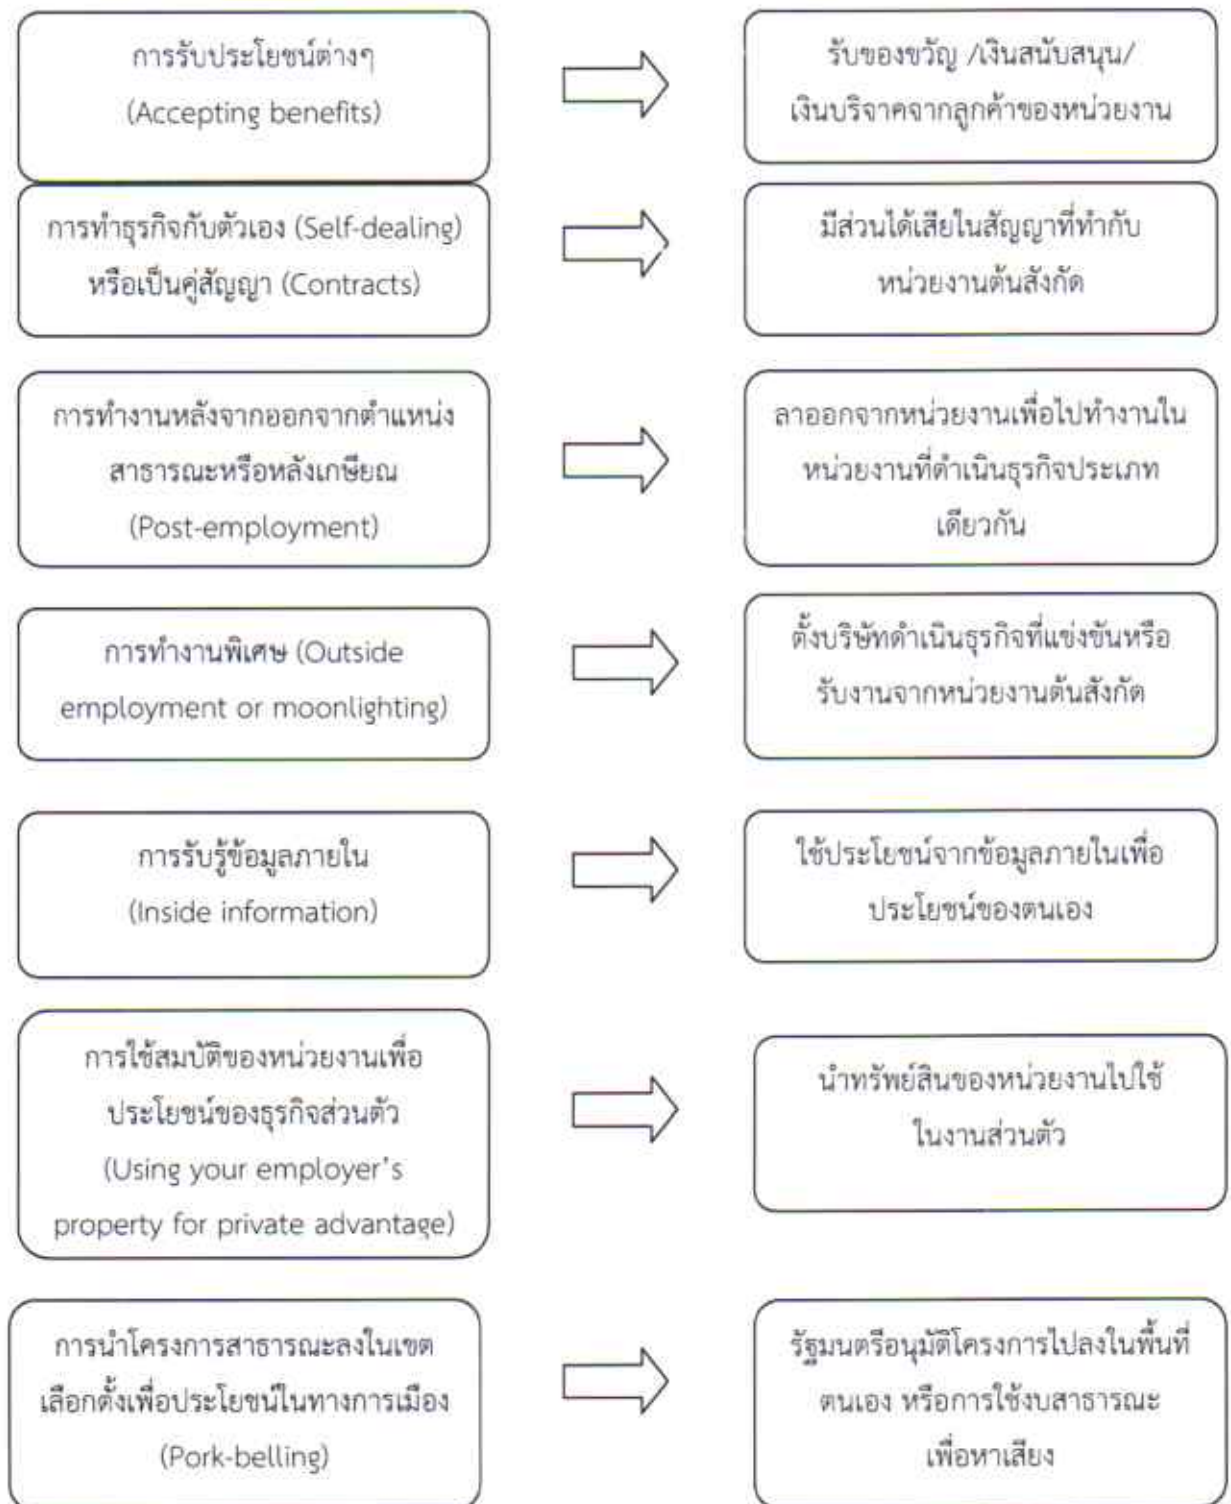 การรับประโยชน์ต่างๆ
(Accepting benefits)
รับของขวัญ /เงินสนับสนุน/
เงินบริจาคจากลูกค้าของหน่วยงาน
การทำธุรกิจกับตัวเอง (Self-dealing)
หรือเป็นคู่สัญญา (Contracts)
มีส่วนได้เสียในสัญญาที่ทำกับ
หน่วยงานต้นสังกัด
การทำงานหลังจากออกจากตำแหน่ง
สาธารณะหรือหลังเกษียณ
(Post-employment)
ลาออกจากหน่วยงานเพื่อไปทำงานใน
หน่วยงานที่ดำเนินธุรกิจประเภท
เดียวกัน
การทำงานพิเศษ (Outside
employment or moonlighting)
ตั้งบริษัทดำเนินธุรกิจที่แข่งขันหรือ
รับงานจากหน่วยงานต้นสังกัด
การรับรู้ข้อมูลภายใน
(Inside information)
ใช้ประโยชน์จากข้อมูลภายในเพื่อ
ประโยชน์ของตนเอง
การใช้สมบัติของหน่วยงานเพื่อ
ประโยชน์ของธุรกิจส่วนตัว
(Using your employer's
property for private advantage)
นำทรัพย์สินของหน่วยงานไปใช้
ในงานส่วนตัว
การนำโครงการสาธารณะลงในเขต
เลือกตั้งเพื่อประโยชน์ในทางการเมือง
(Pork-belling)
รัฐมนตรีอนุมัติโครงการไปลงในพื้นที่
ตนเอง หรือการใช้งบสาธารณะ
เพื่อหาเสียง